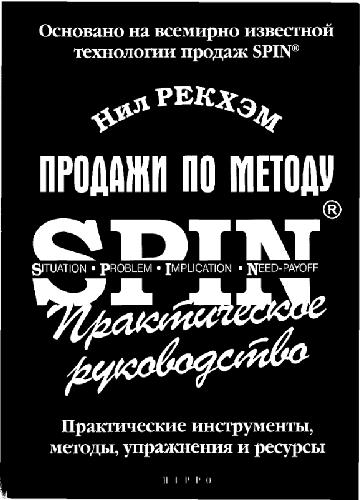 Основано на всемирно известной
технологии продаж SPIN®
Нил РЕКХЭМ
ПРОДАЖИ ПО МЕТОДУ
SPIN®
SITUATION • PROBLEM • IMPLICATION • NEED-PAYOFF
Практическое
руководство
Практические инструменты,
методы, упражнения и ресурсы
HIPPO